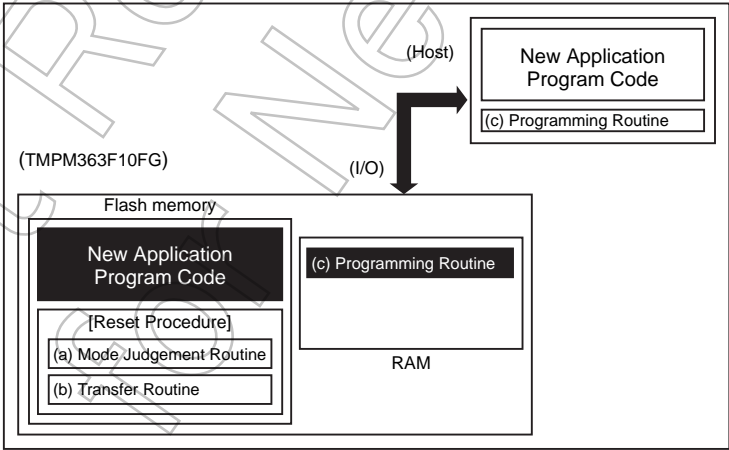 (Host)
New Application
Program Code
(c) Programming Routine
(TMPM363F10FG)
(I/O)
Flash memory
New Application
Program Code
(c) Programming Routine
[Reset Procedure]
(a) Mode Judgement Routine
(b) Transfer Routine
RAM